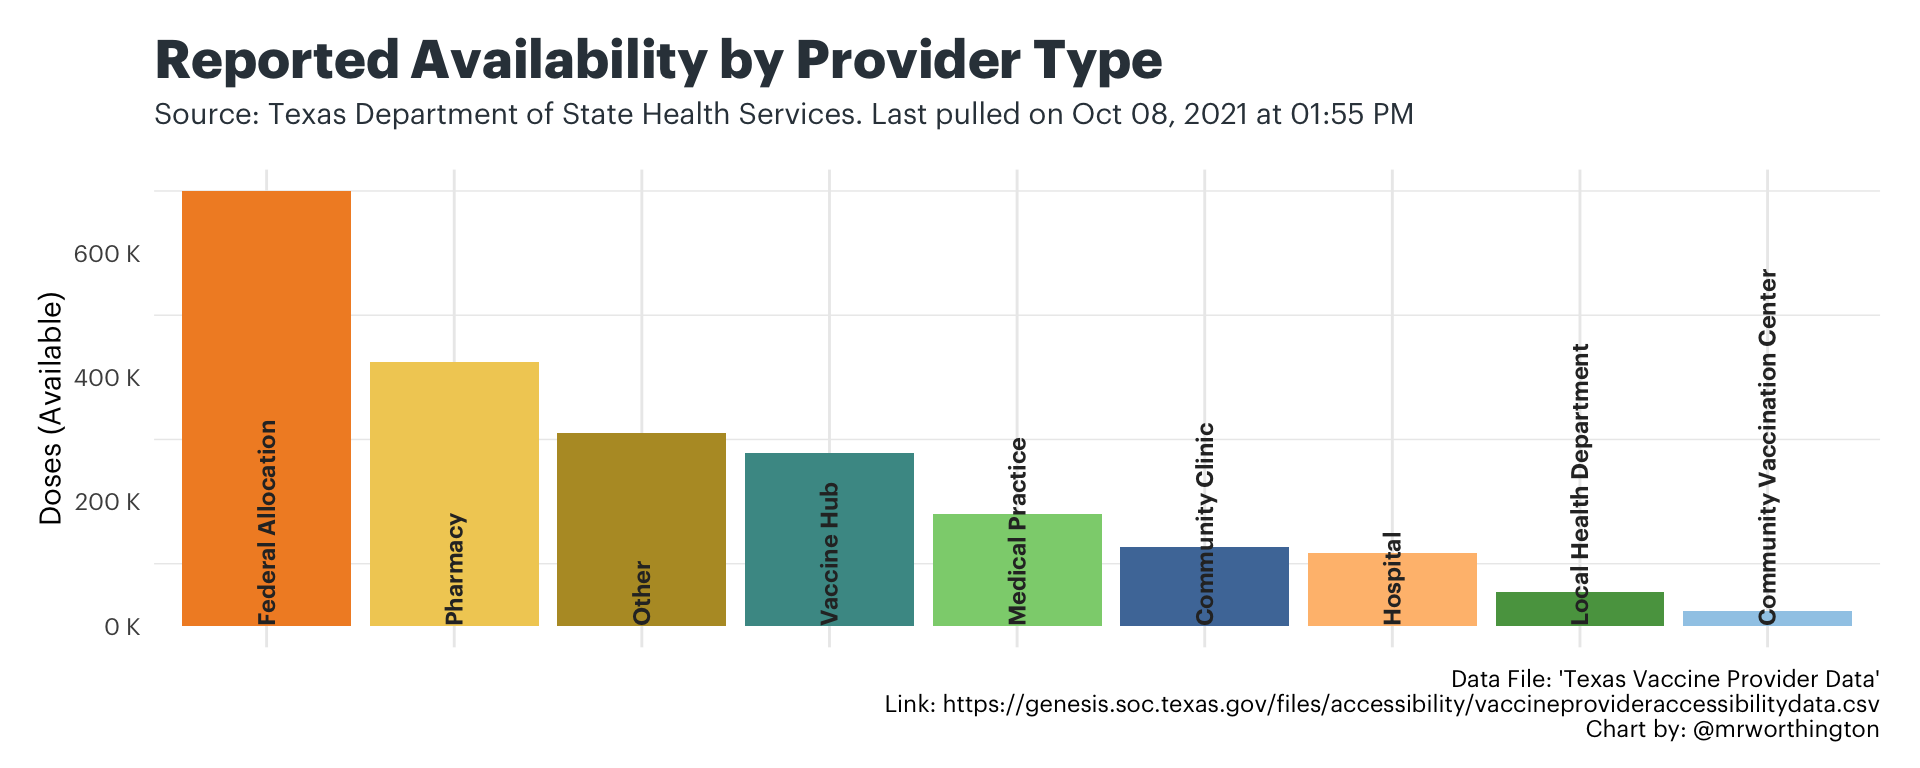 Reported Availability by Provider Type
Source: Texas Department of State Health Services. Last pulled on Oct 08, 2021 at 01:55 PM
Doses (Available)
600 K
400 K
200 K
0 K
Federal Allocation
Pharmacy
Other
Vaccine Hub
Medical Practice
Community Clinic
Hospital
Local Health Department
Community Vaccination Center
Data File: 'Texas Vaccine Provider Data'
Link: https://genesis.soc.texas.gov/files/accessibility/vaccineprovideraccessibilitydata.csv
Chart by: @mrworthington